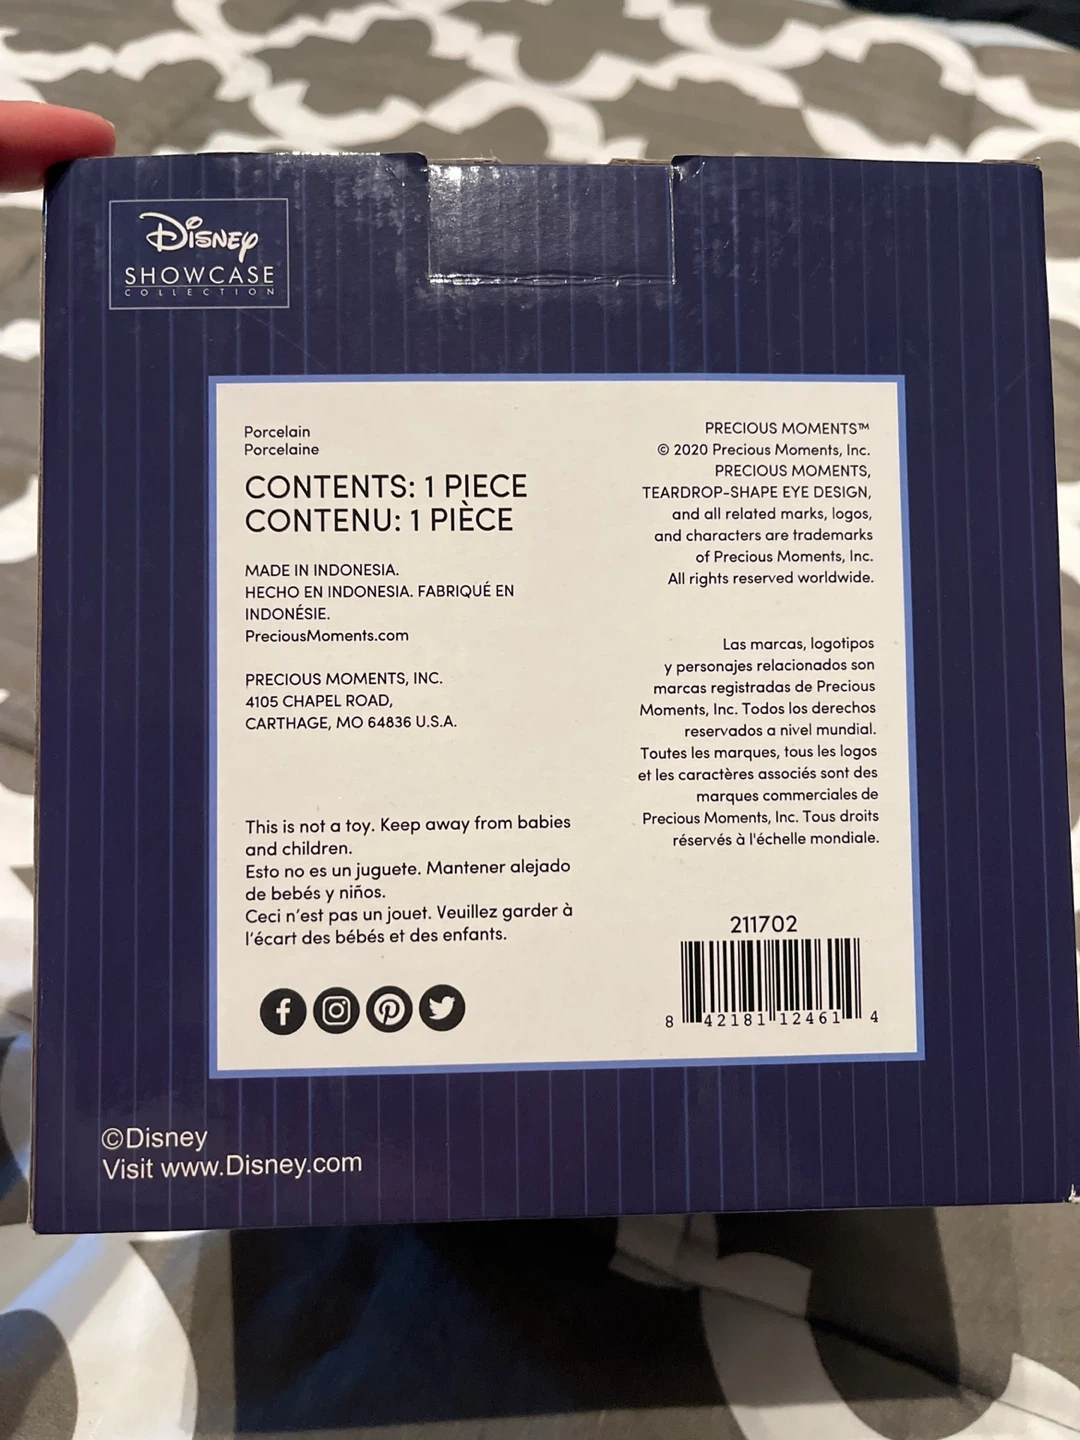 Disney
SHOWCASE
COLLECTION
Porcelain
Porcelaine
CONTENTS: 1 PIECE
CONTENU: 1 PIÈCE
MADE IN INDONESIA.
HECHO EN INDONESIA. FABRIQUÉ EN
INDONÉSIE.
PreciousMoments.com
PRECIOUS MOMENTS, INC.
4105 CHAPEL ROAD,
CARTHAGE, MO 64836 U.S.A.
This is not a toy. Keep away from babies
and children.
Esto no es un juguete. Mantener alejado
de bebés y niños.
Ceci n'est pas un jouet. Veuillez garder à
l'écart des bébés et des enfants.
PRECIOUS MOMENTS™
© 2020 Precious Moments, Inc.
PRECIOUS MOMENTS,
TEARDROP-SHAPE EYE DESIGN,
and all related marks, logos,
and characters are trademarks
of Precious Moments, Inc.
All rights reserved worldwide.
Las marcas, logotipos
y personajes relacionados son
marcas registradas de Precious
Moments, Inc. Todos los derechos
reservados a nivel mundial.
Toutes les marques, tous les logos
et les caractères associés sont des
marques commerciales de
Precious Moments, Inc. Tous droits
réservés à l'échelle mondiale.
211702
8 42181 12461 4
©Disney
Visit www.Disney.com